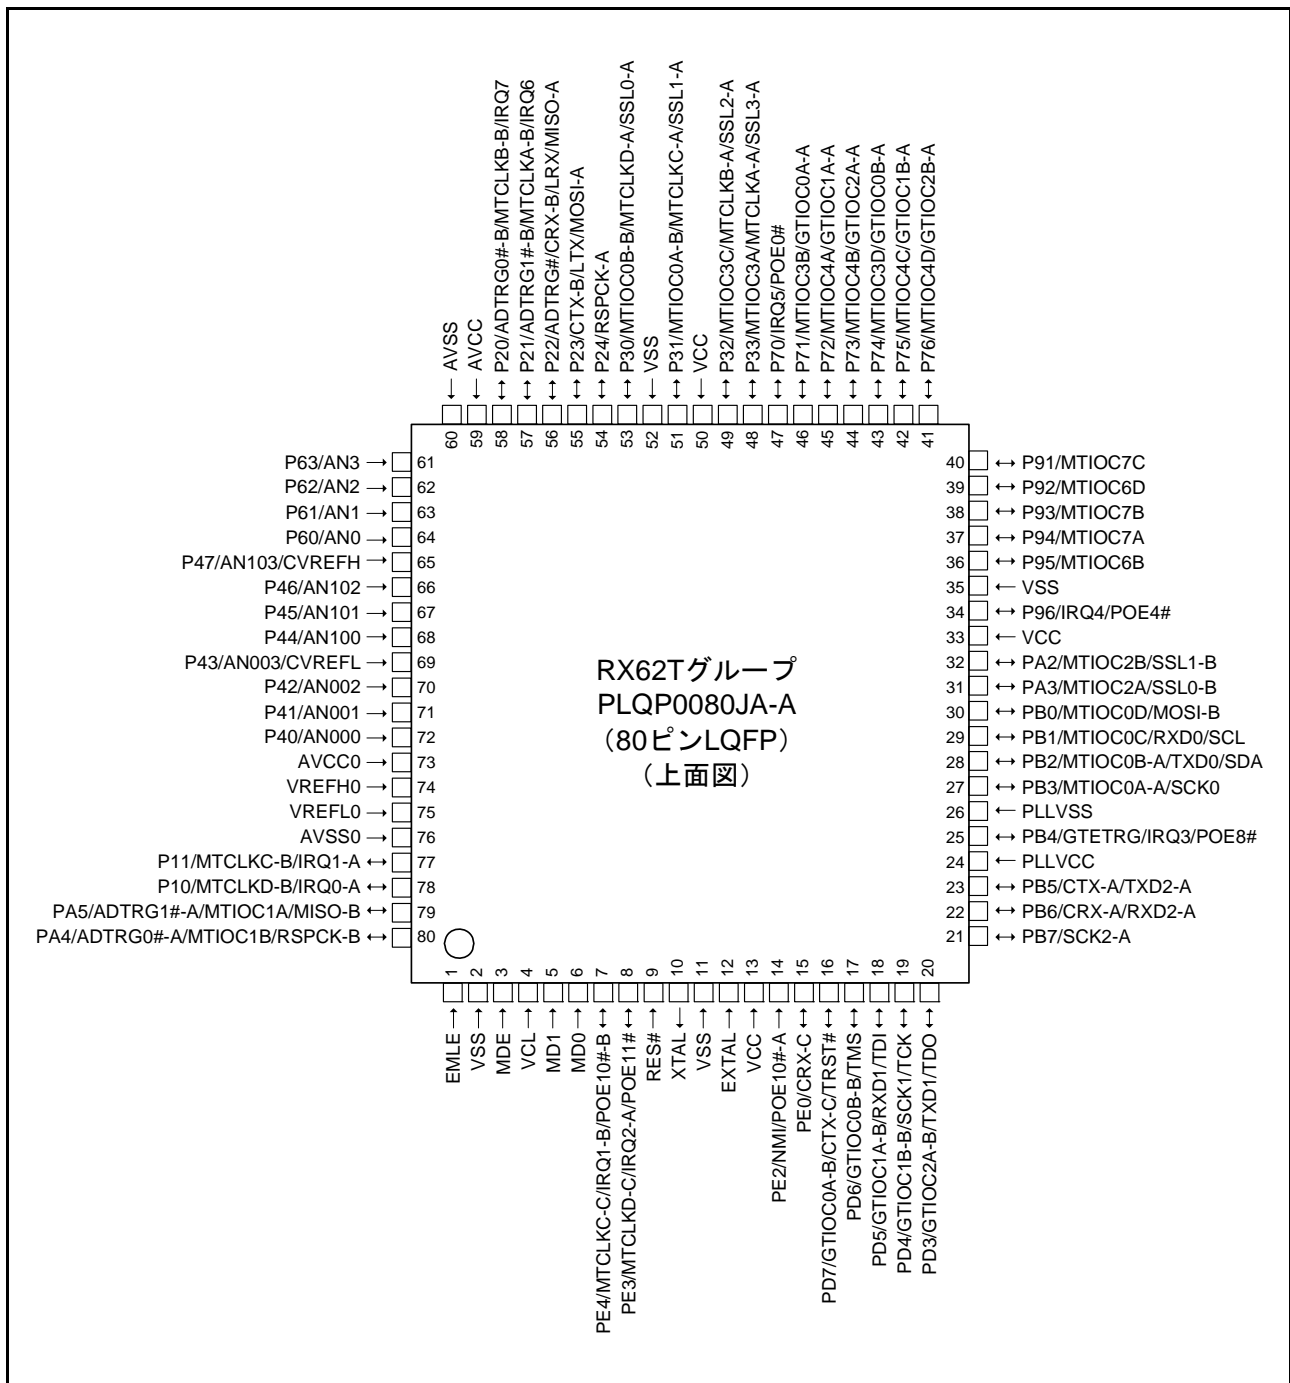 AVSS
AVCC
P20/ADTRG0#-B/MTCLKB-B/IRQ7
P21/ADTRG1#-B/MTCLKA-B/IRQ6
P22/ADTRG#/CRX-B/LRX/MISO-A
P23/CTX-B/LTX/MOSI-A
P24/RSPCK-A
P30/MTIOC0B-B/MTCLKD-A/SSL0-A
VSS
P31/MTIOC0A-B/MTCLKC-A/SSL1-A
VCC
P32/MTIOC3C/MTCLKB-A/SSL2-A
P33/MTIOC3A/MTCLKA-A/SSL3-A
P70/IRQ5/POE0#
P71/MTIOC3B/GTIOC0A-A
P72/MTIOC4A/GTIOC1A-A
P73/MTIOC4B/GTIOC2A-A
P74/MTIOC3D/GTIOC0B-A
P75/MTIOC4C/GTIOC1B-A
P76/MTIOC4D/GTIOC2B-A
60
59
58
57
56
55
54
53
52
51
50
49
48
47
46
45
44
43
42
41
P63/AN3 → 61
P62/AN2 → 62
P61/AN1 → 63
P60/AN0 → 64
P47/AN103/CVREFH → 65
P46/AN102 → 66
P45/AN101 → 67
P44/AN100 → 68
P43/AN003/CVREFL → 69
P42/AN002 → 70
P41/AN001 → 71
P40/AN000 → 72
AVCC0 → 73
VREFH0 → 74
VREFL0 → 75
AVSS0 → 76
P11/MTCLKC-B/IRQ1-A ↔ 77
P10/MTCLKD-B/IRQ0-A ↔ 78
PA5/ADTRG1#-A/MTIOC1A/MISO-B ↔ 79
PA4/ADTRG0#-A/MTIOC1B/RSPCK-B ↔ 80
RX62Tグループ
PLQP0080JA-A
(80ピンLQFP)
(上面図)
40 ↔ P91/MTIOC7C
39 ↔ P92/MTIOC6D
38 ↔ P93/MTIOC7B
37 ↔ P94/MTIOC7A
36 ↔ P95/MTIOC6B
35 ← VSS
34 ↔ P96/IRQ4/POE4#
33 ← VCC
32 ↔ PA2/MTIOC2B/SSL1-B
31 ↔ PA3/MTIOC2A/SSL0-B
30 ↔ PB0/MTIOC0D/MOSI-B
29 ↔ PB1/MTIOC0C/RXD0/SCL
28 ↔ PB2/MTIOC0B-A/TXD0/SDA
27 ↔ PB3/MTIOC0A-A/SCK0
26 ← PLLVSS
25 ↔ PB4/GTETRG/IRQ3/POE8#
24 ← PLLVCC
23 ↔ PB5/CTX-A/TXD2-A
22 ↔ PB6/CRX-A/RXD2-A
21 ↔ PB7/SCK2-A
1
2
3
4
5
6
7
8
9
10
11
12
13
14
15
16
17
18
19
20
EMLE
VSS
MDE
VCL
MD1
MD0
PE4/MTCLKC-C/IRQ1-B/POE10#-B
PE3/MTCLKD-C/IRQ2-A/POE11#
RES#
XTAL
VSS
EXTAL
VCC
PE2/NMI/POE10#-A
PE0/CRX-C
PD7/GTIOC0A-B/CTX-C/TRST#
PD6/GTIOC0B-B/TMS
PD5/GTIOC1A-B/RXD1/TDI
PD4/GTIOC1B-B/SCK1/TCK
PD3/GTIOC2A-B/TXD1/TDO